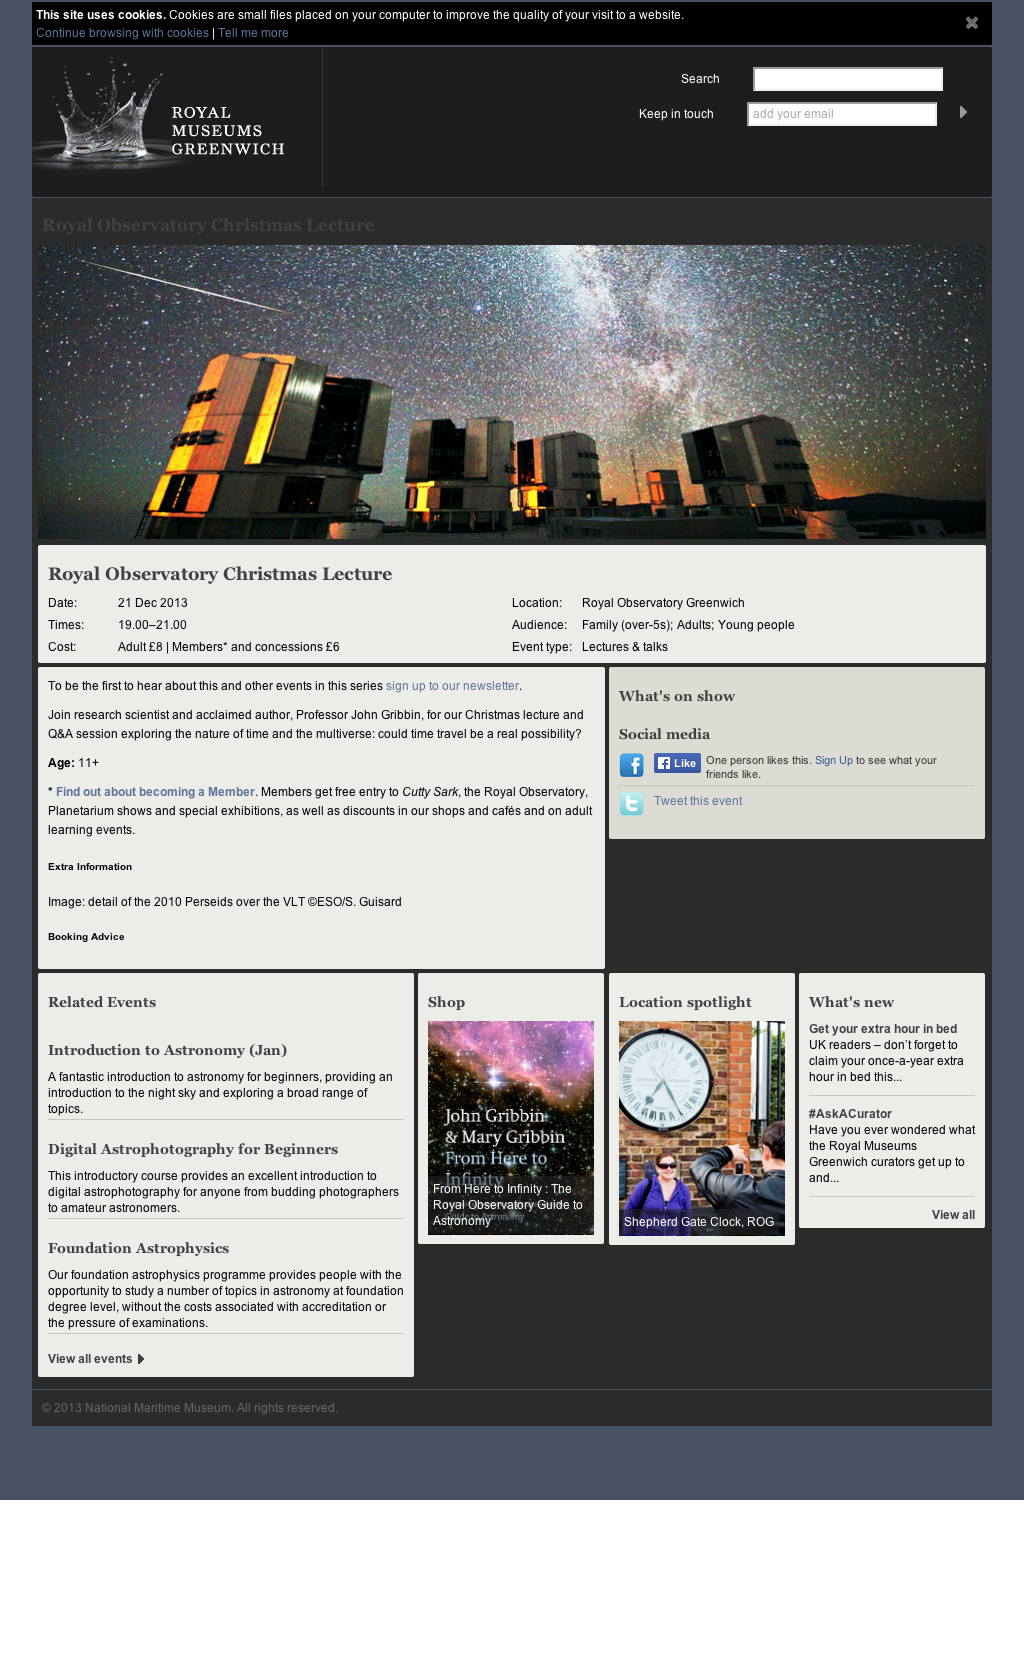 This site uses cookies. Cookies are small files placed on your computer to improve the quality of your visit to a website.
Continue browsing with cookies | Tell me more
ROYAL
MUSEUMS
GREENWICH
Search
Keep in touch
add your email
Royal Observatory Christmas Lecture
Royal Observatory Christmas Lecture
Date: 21 Dec 2013
Location: Royal Observatory Greenwich
Times: 19.00–21.00
Audience: Family (over-5s); Adults; Young people
Cost: Adult £8 | Members* and concessions £6
Event type: Lectures & talks
To be the first to hear about this and other events in this series sign up to our newsletter.
Join research scientist and acclaimed author, Professor John Gribbin, for our Christmas lecture and
Q&A session exploring the nature of time and the multiverse: could time travel be a real possibility?
Age: 11+
* Find out about becoming a Member. Members get free entry to Cutty Sark, the Royal Observatory,
Planetarium shows and special exhibitions, as well as discounts in our shops and cafés and on adult
learning events.
Extra Information
Image: detail of the 2010 Perseids over the VLT ©ESO/S. Guisard
Booking Advice
What's on show
Social media
Like
One person likes this. Sign Up to see what your
friends like.
Tweet this event
Related Events
Introduction to Astronomy (Jan)
A fantastic introduction to astronomy for beginners, providing an
introduction to the night sky and exploring a broad range of
topics.
Digital Astrophotography for Beginners
This introductory course provides an excellent introduction to
digital astrophotography for anyone from budding photographers
to amateur astronomers.
Foundation Astrophysics
Our foundation astrophysics programme provides people with the
opportunity to study a number of topics in astronomy at foundation
degree level, without the costs associated with accreditation or
the pressure of examinations.
View all events
Shop
John Gribbin
& Mary Gribbin
From Here to
Infinity
From Here to Infinity : The
Royal Observatory Guide to
Astronomy
Guide to Astronomy
Location spotlight
Shepherd Gate Clock, ROG
What's new
Get your extra hour in bed
UK readers – don't forget to
claim your once-a-year extra
hour in bed this...
#AskACurator
Have you ever wondered what
the Royal Museums
Greenwich curators get up to
and...
View all
© 2013 National Maritime Museum. All rights reserved.